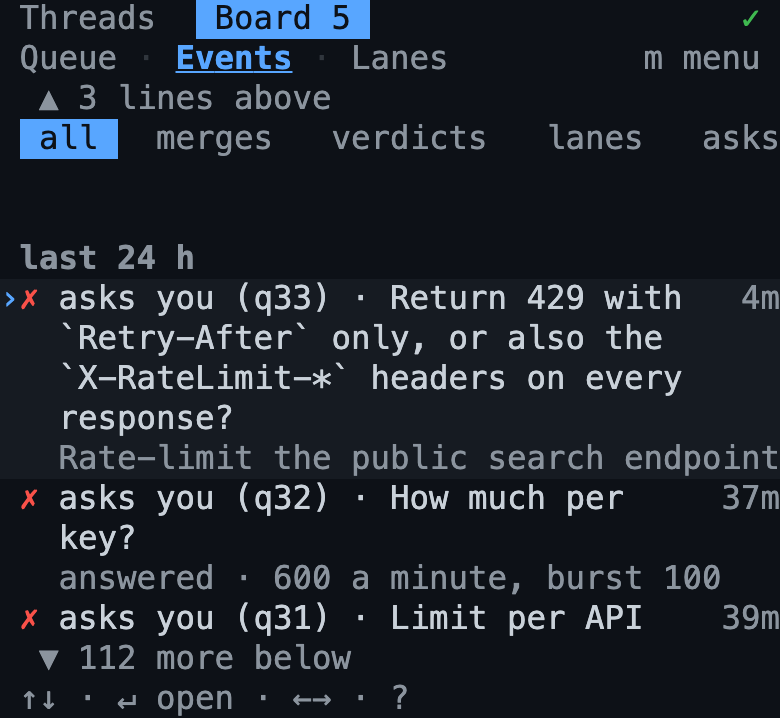 Threads Board 5 ✓
Queue · Events · Lanes m menu
▲ 3 lines above
all merges verdicts lanes asks
last 24 h
›✗ asks you (q33) · Return 429 with 4m
`Retry-After` only, or also the
`X-RateLimit-*` headers on every
response?
Rate-limit the public search endpoint
✗ asks you (q32) · How much per 37m
key?
answered · 600 a minute, burst 100
✗ asks you (q31) · Limit per API 39m
▼ 112 more below
↑↓ · ↵ open · ←→ · ?